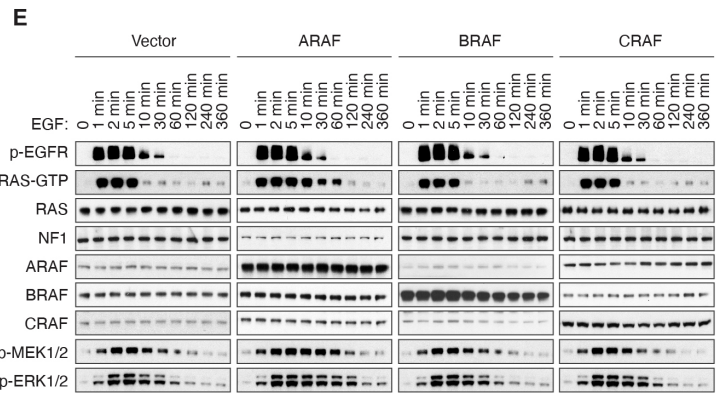 E
Vector ARAF BRAF CRAF
EGF: 0 1 min 2 min 5 min 10 min 30 min 60 min 120 min 240 min 360 min 0 1 min 2 min 5 min 10 min 30 min 60 min 120 min 240 min 360 min 0 1 min 2 min 5 min 10 min 30 min 60 min 120 min 240 min 360 min 0 1 min 2 min 5 min 10 min 30 min 60 min 120 min 240 min 360 min
p-EGFR
RAS-GTP
RAS
NF1
ARAF
BRAF
CRAF
p-MEK1/2
p-ERK1/2